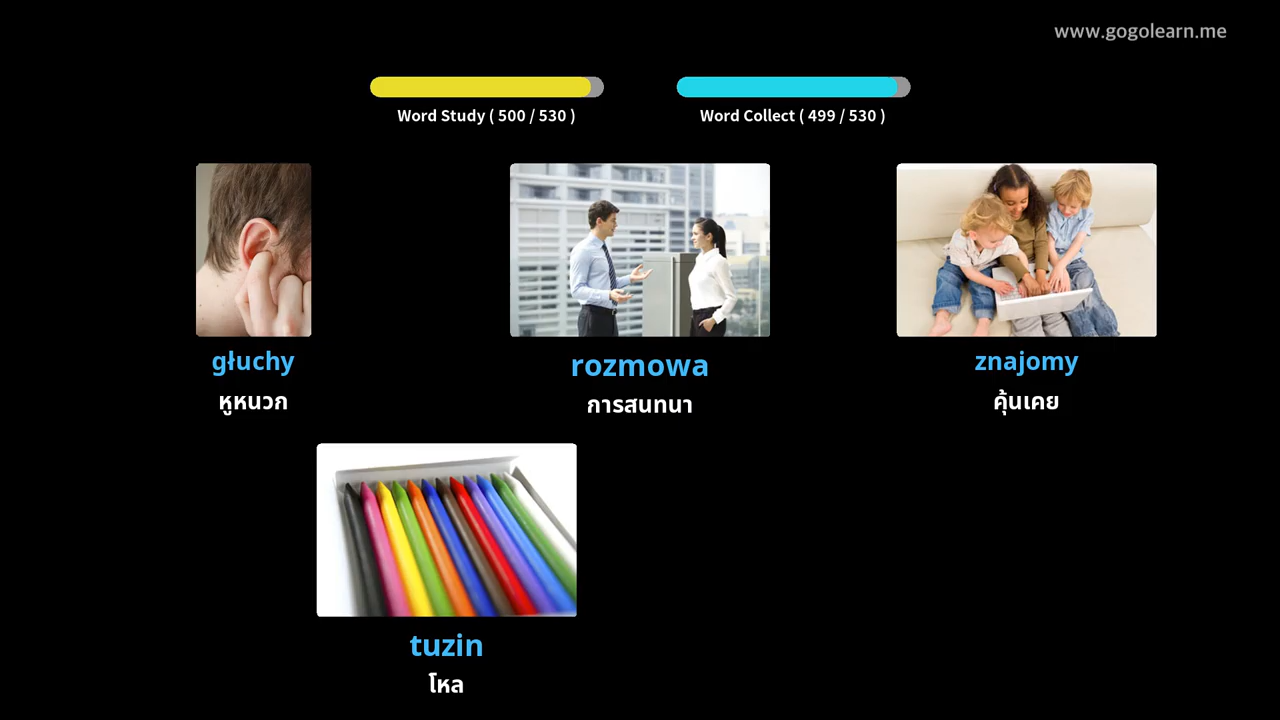 www.gogolearn.me
Word Study ( 500 / 530 )
Word Collect ( 499 / 530 )
głuchy
หูหนวก
rozmowa
การสนทนา
znajomy
คุ้นเคย
tuzin
โหล